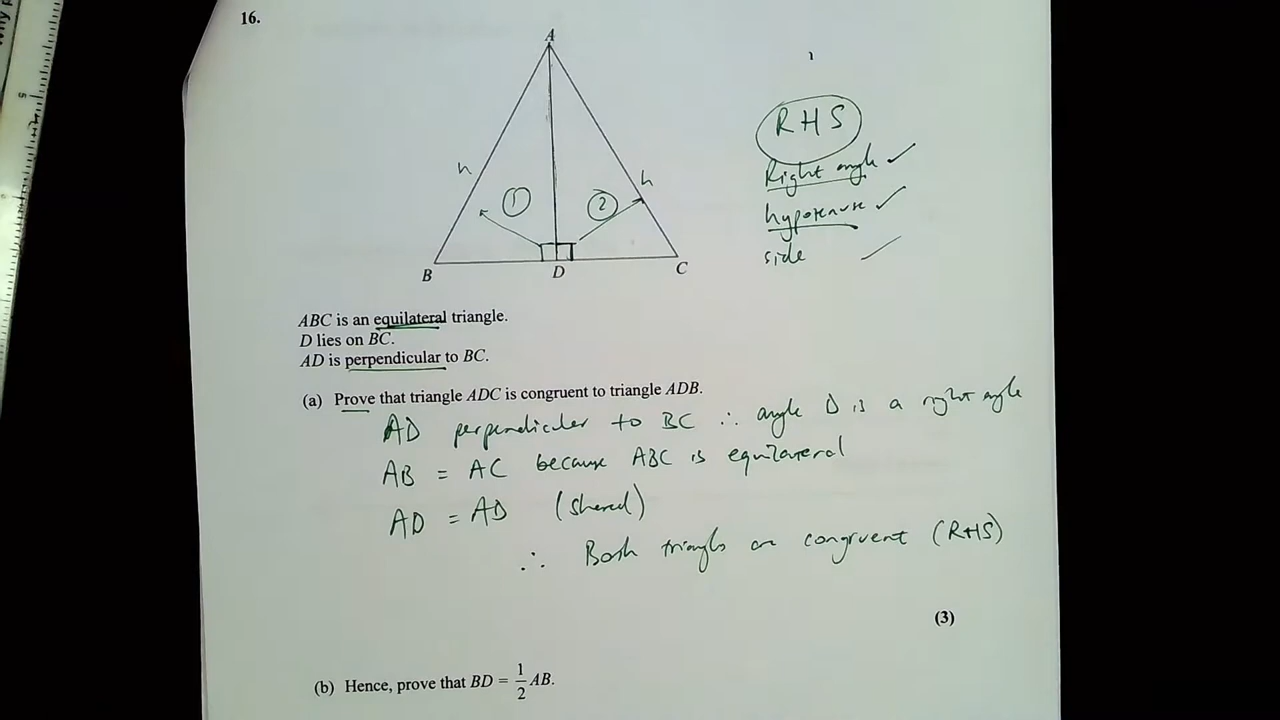 16.
A
h
h
1
2
B
D
C
RHS
Right angle ✓
hypotenuse ✓
side
ABC is an equilateral triangle.
D lies on BC.
AD is perpendicular to BC.
(a) Prove that triangle ADC is congruent to triangle ADB.
AD perpendicular to BC ∴ angle D is a right angle
AB = AC because ABC is equilateral
AD = AD (shared)
∴ Both triangles are congruent (RHS)
(3)
(b) Hence, prove that BD = 1/2 AB.